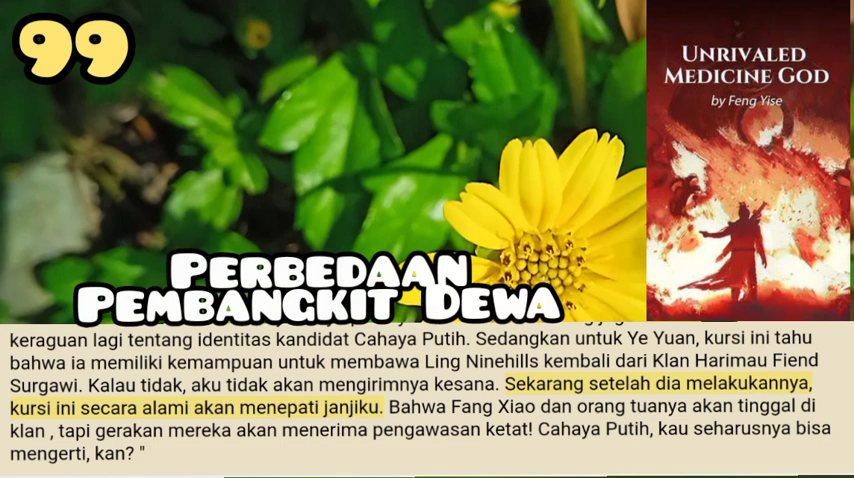 99
UNRIVALED
MEDICINE GOD
by Feng Yise
PERBEDAAN
PEMBANGKIT DEWA
keraguan lagi tentang identitas kandidat Cahaya Putih. Sedangkan untuk Ye Yuan, kursi ini tahu
bahwa ia memiliki kemampuan untuk membawa Ling Ninehills kembali dari Klan Harimau Fiend
Surgawi. Kalau tidak, aku tidak akan mengirimnya kesana. Sekarang setelah dia melakukannya,
kursi ini secara alami akan menepati janjiku. Bahwa Fang Xiao dan orang tuanya akan tinggal di
klan , tapi gerakan mereka akan menerima pengawasan ketat! Cahaya Putih, kau seharusnya bisa
mengerti, kan? "